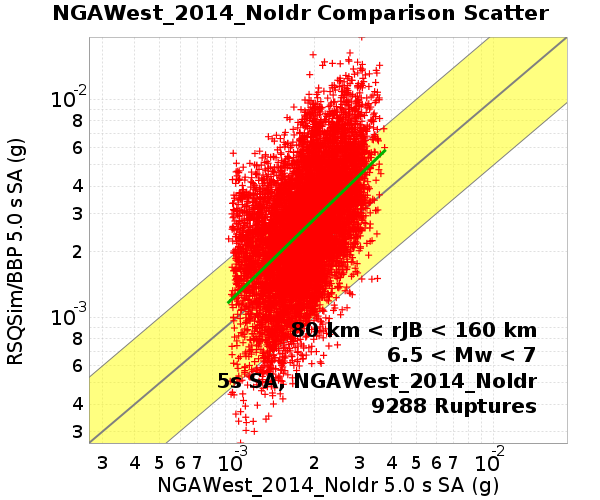 NGAWest_2014_NoIdr Comparison Scatter
RSQSim/BBP 5.0 s SA (g)
10-2
8
6
4
3
2
10-3
8
6
4
3
80 km < rJB < 160 km
6.5 < Mw < 7
5s SA, NGAWest_2014_NoIdr
9288 Ruptures
3 4 5 6 7 10-3 2 3 4 5 6 7 10-2
NGAWest_2014_NoIdr 5.0 s SA (g)